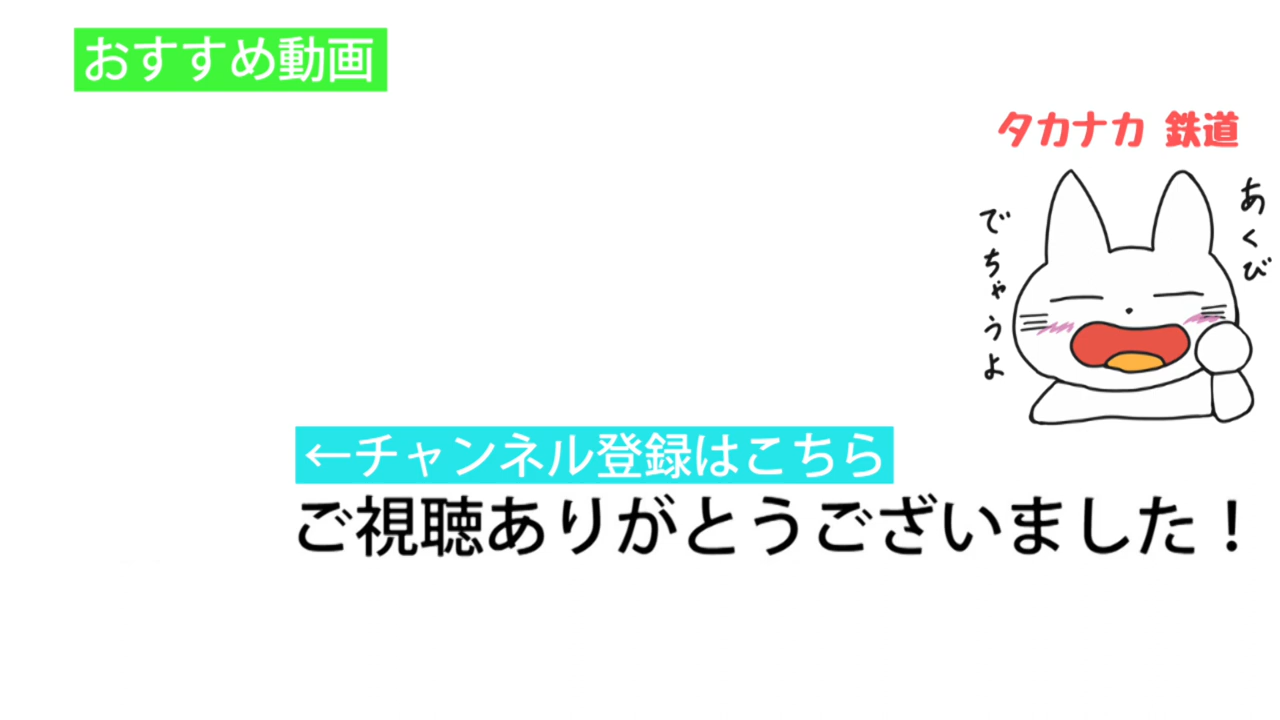 おすすめ動画
タカナカ 鉄道
あくび
でちゃうよ
←チャンネル登録はこちら
ご視聴ありがとうございました！